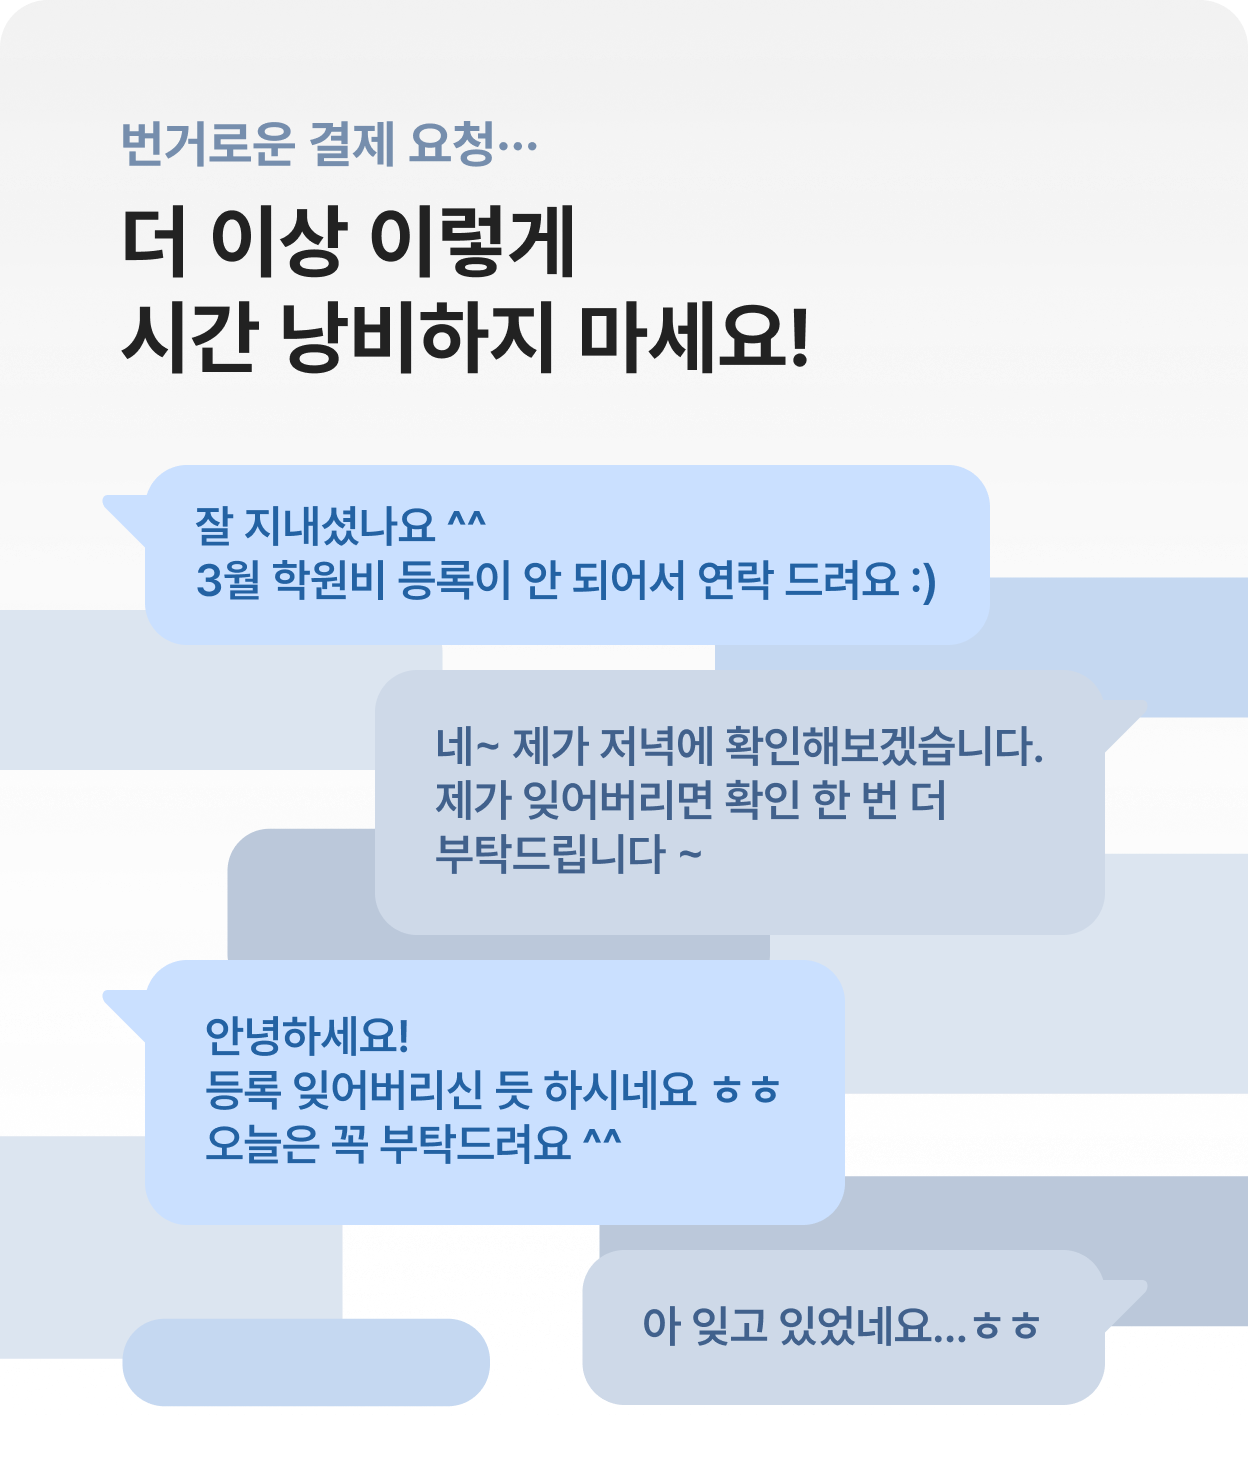 번거로운 결제 요청···
더 이상 이렇게
시간 낭비하지 마세요!
잘 지내셨나요 ^^
3월 학원비 등록이 안 되어서 연락 드려요 :)
네~ 제가 저녁에 확인해보겠습니다.
제가 잊어버리면 확인 한 번 더
부탁드립니다 ~
안녕하세요!
등록 잊어버리신 듯 하시네요 ㅎㅎ
오늘은 꼭 부탁드려요 ^^
아 잊고 있었네요...ㅎㅎ